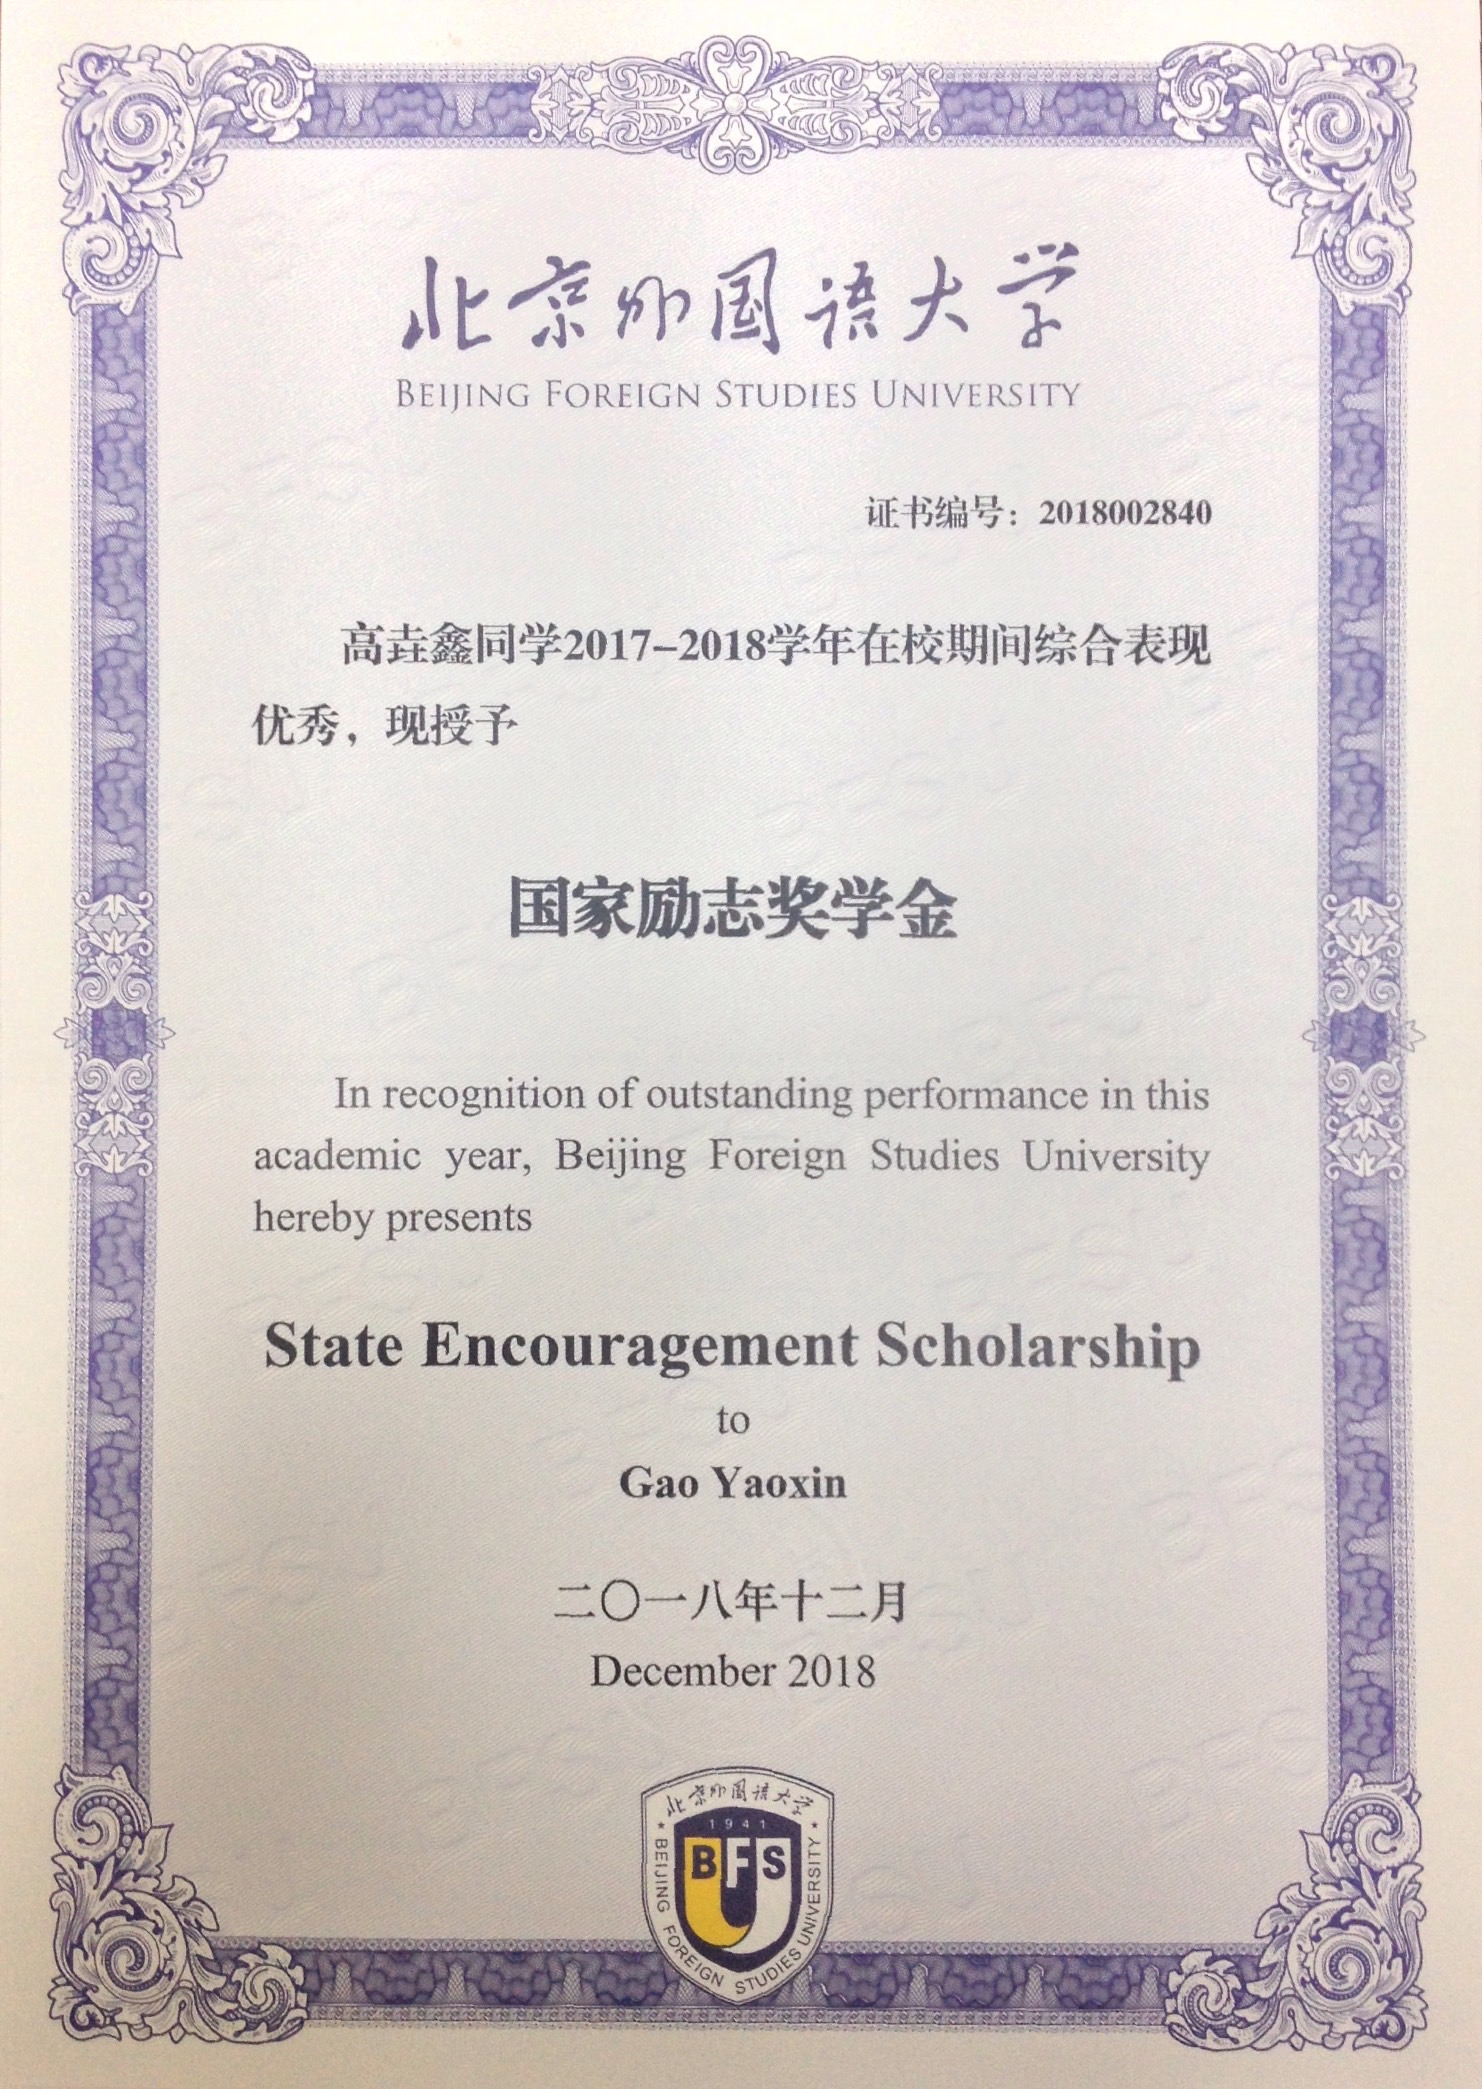 北京外国语大学
BEIJING FOREIGN STUDIES UNIVERSITY
证书编号：2018002840
高垚鑫同学2017-2018学年在校期间综合表现
优秀，现授予
国家励志奖学金
In recognition of outstanding performance in this
academic year, Beijing Foreign Studies University
hereby presents
State Encouragement Scholarship
to
Gao Yaoxin
二〇一八年十二月
December 2018
北京外国语大学
1941
BFSU
BEIJING FOREIGN STUDIES UNIVERSITY